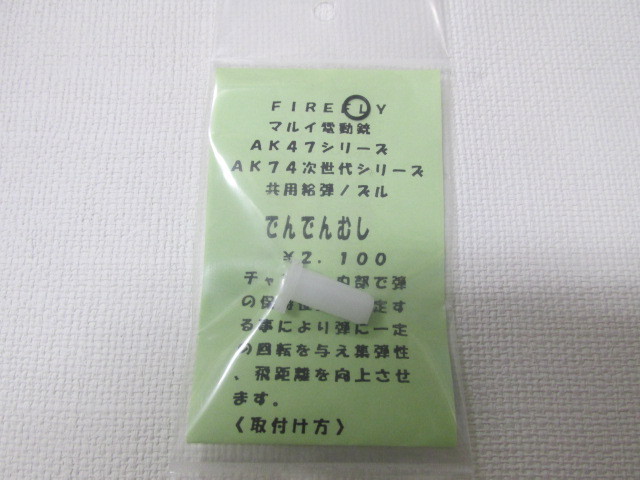 FIREFLY
マルイ電動銃
AK47シリーズ
AK74次世代シリーズ
共用給弾ノズル
でんでんむし
¥2.100
チャ 内部で弾
の保 定す
る事により弾に一定
の回転を与え集弾性
、飛距離を向上させ
ます。
〈取付け方〉